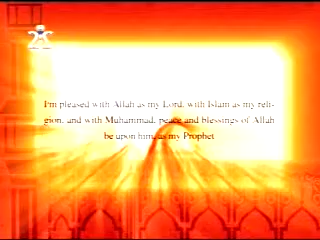 I'm pleased with Allah as my Lord, with Islam as my reli-
gion, and with Muhammad, peace and blessings of Allah
be upon him, as my Prophet